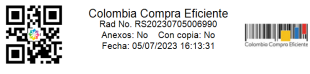 Colombia Compra Eficiente
Rad No. RS20230705006990
Anexos: No Con copia: No
Fecha: 05/07/2023 16:13:31
Colombia Compra Eficiente